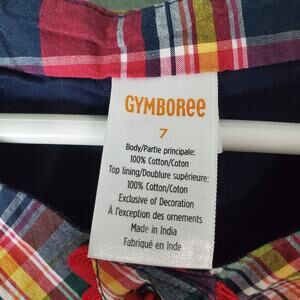 GYMBOREE
7
Body/Partie principale:
100% Cotton/Coton
Top lining/Doublure supérieure:
100% Cotton/Coton
Exclusive of Decoration
À l'exception des ornements
Made in India
Fabriqué en Inde